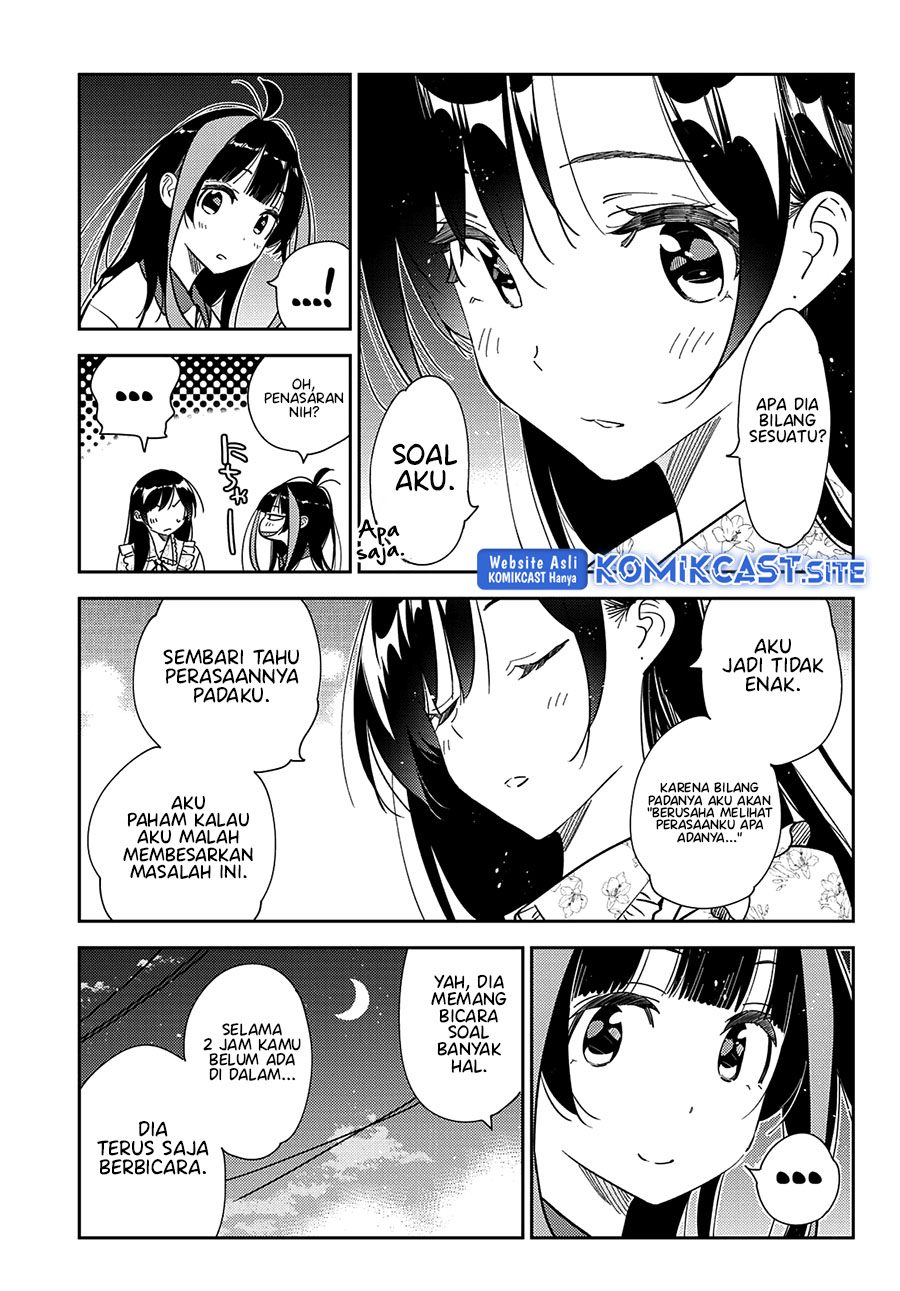 APA DIA
BILANG
SESUATU?
SOAL
AKU.
Apa
saja.
....!
OH,
PENASARAN
NIH?
にちゃ
...
Website Asli
KOMIKCAST Hanya
KOMIKCAST.SITE
AKU
JADI TIDAK
ENAK.
KARENA BILANG
PADANYA AKU AKAN
"BERUSAHA MELIHAT
PERASAANKU APA
ADANYA..."
SEMBARI TAHU
PERASAANNYA
PADAKU.
AKU
PAHAM KALAU
AKU MALAH
MEMBESARKAN
MASALAH INI.
...
YAH, DIA
MEMANG
BICARA
SOAL
BANYAK
HAL.
SELAMA
2 JAM KAMU
BELUM ADA
DI DALAM...
DIA
TERUS SAJA
BERBICARA.